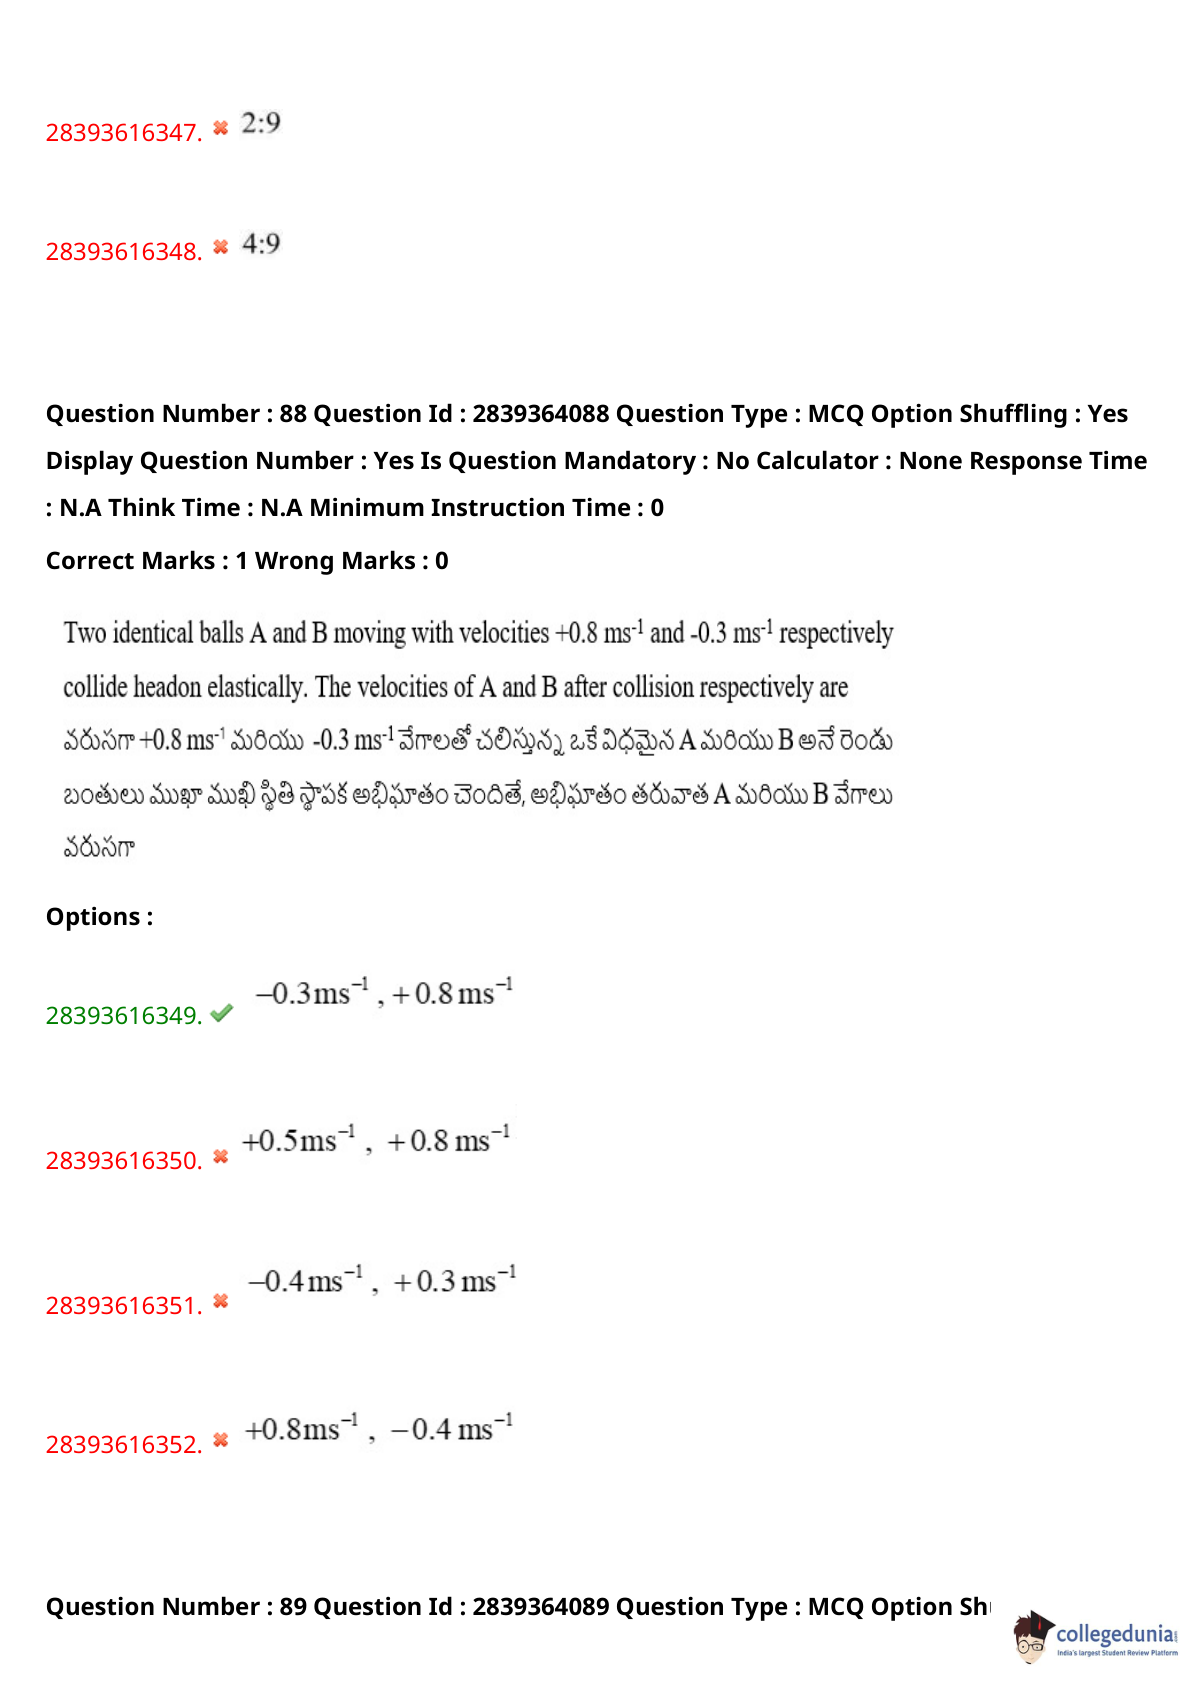 28393616347. 2:9
28393616348. 4:9
Question Number : 88 Question Id : 2839364088 Question Type : MCQ Option Shuffling : Yes
Display Question Number : Yes Is Question Mandatory : No Calculator : None Response Time
: N.A Think Time : N.A Minimum Instruction Time : 0
Correct Marks : 1 Wrong Marks : 0
Two identical balls A and B moving with velocities +0.8 ms⁻¹ and -0.3 ms⁻¹ respectively
collide headon elastically. The velocities of A and B after collision respectively are
వరుసగా +0.8 ms⁻¹ మరియు -0.3 ms⁻¹ వేగాలతో చలిస్తున్న ఒకే విధమైన A మరియు B అనే రెండు
బంతులు ముఖా ముఖి స్థితి స్థాపక అభిఘాతం చెందితే, అభిఘాతం తరువాత A మరియు B వేగాలు
వరుసగా
Options :
28393616349. −0.3 ms⁻¹ , + 0.8 ms⁻¹
28393616350. +0.5 ms⁻¹ , + 0.8 ms⁻¹
28393616351. −0.4 ms⁻¹ , + 0.3 ms⁻¹
28393616352. +0.8 ms⁻¹ , − 0.4 ms⁻¹
Question Number : 89 Question Id : 2839364089 Question Type : MCQ Option Sh
collegedunia
India's largest Student Review Platform